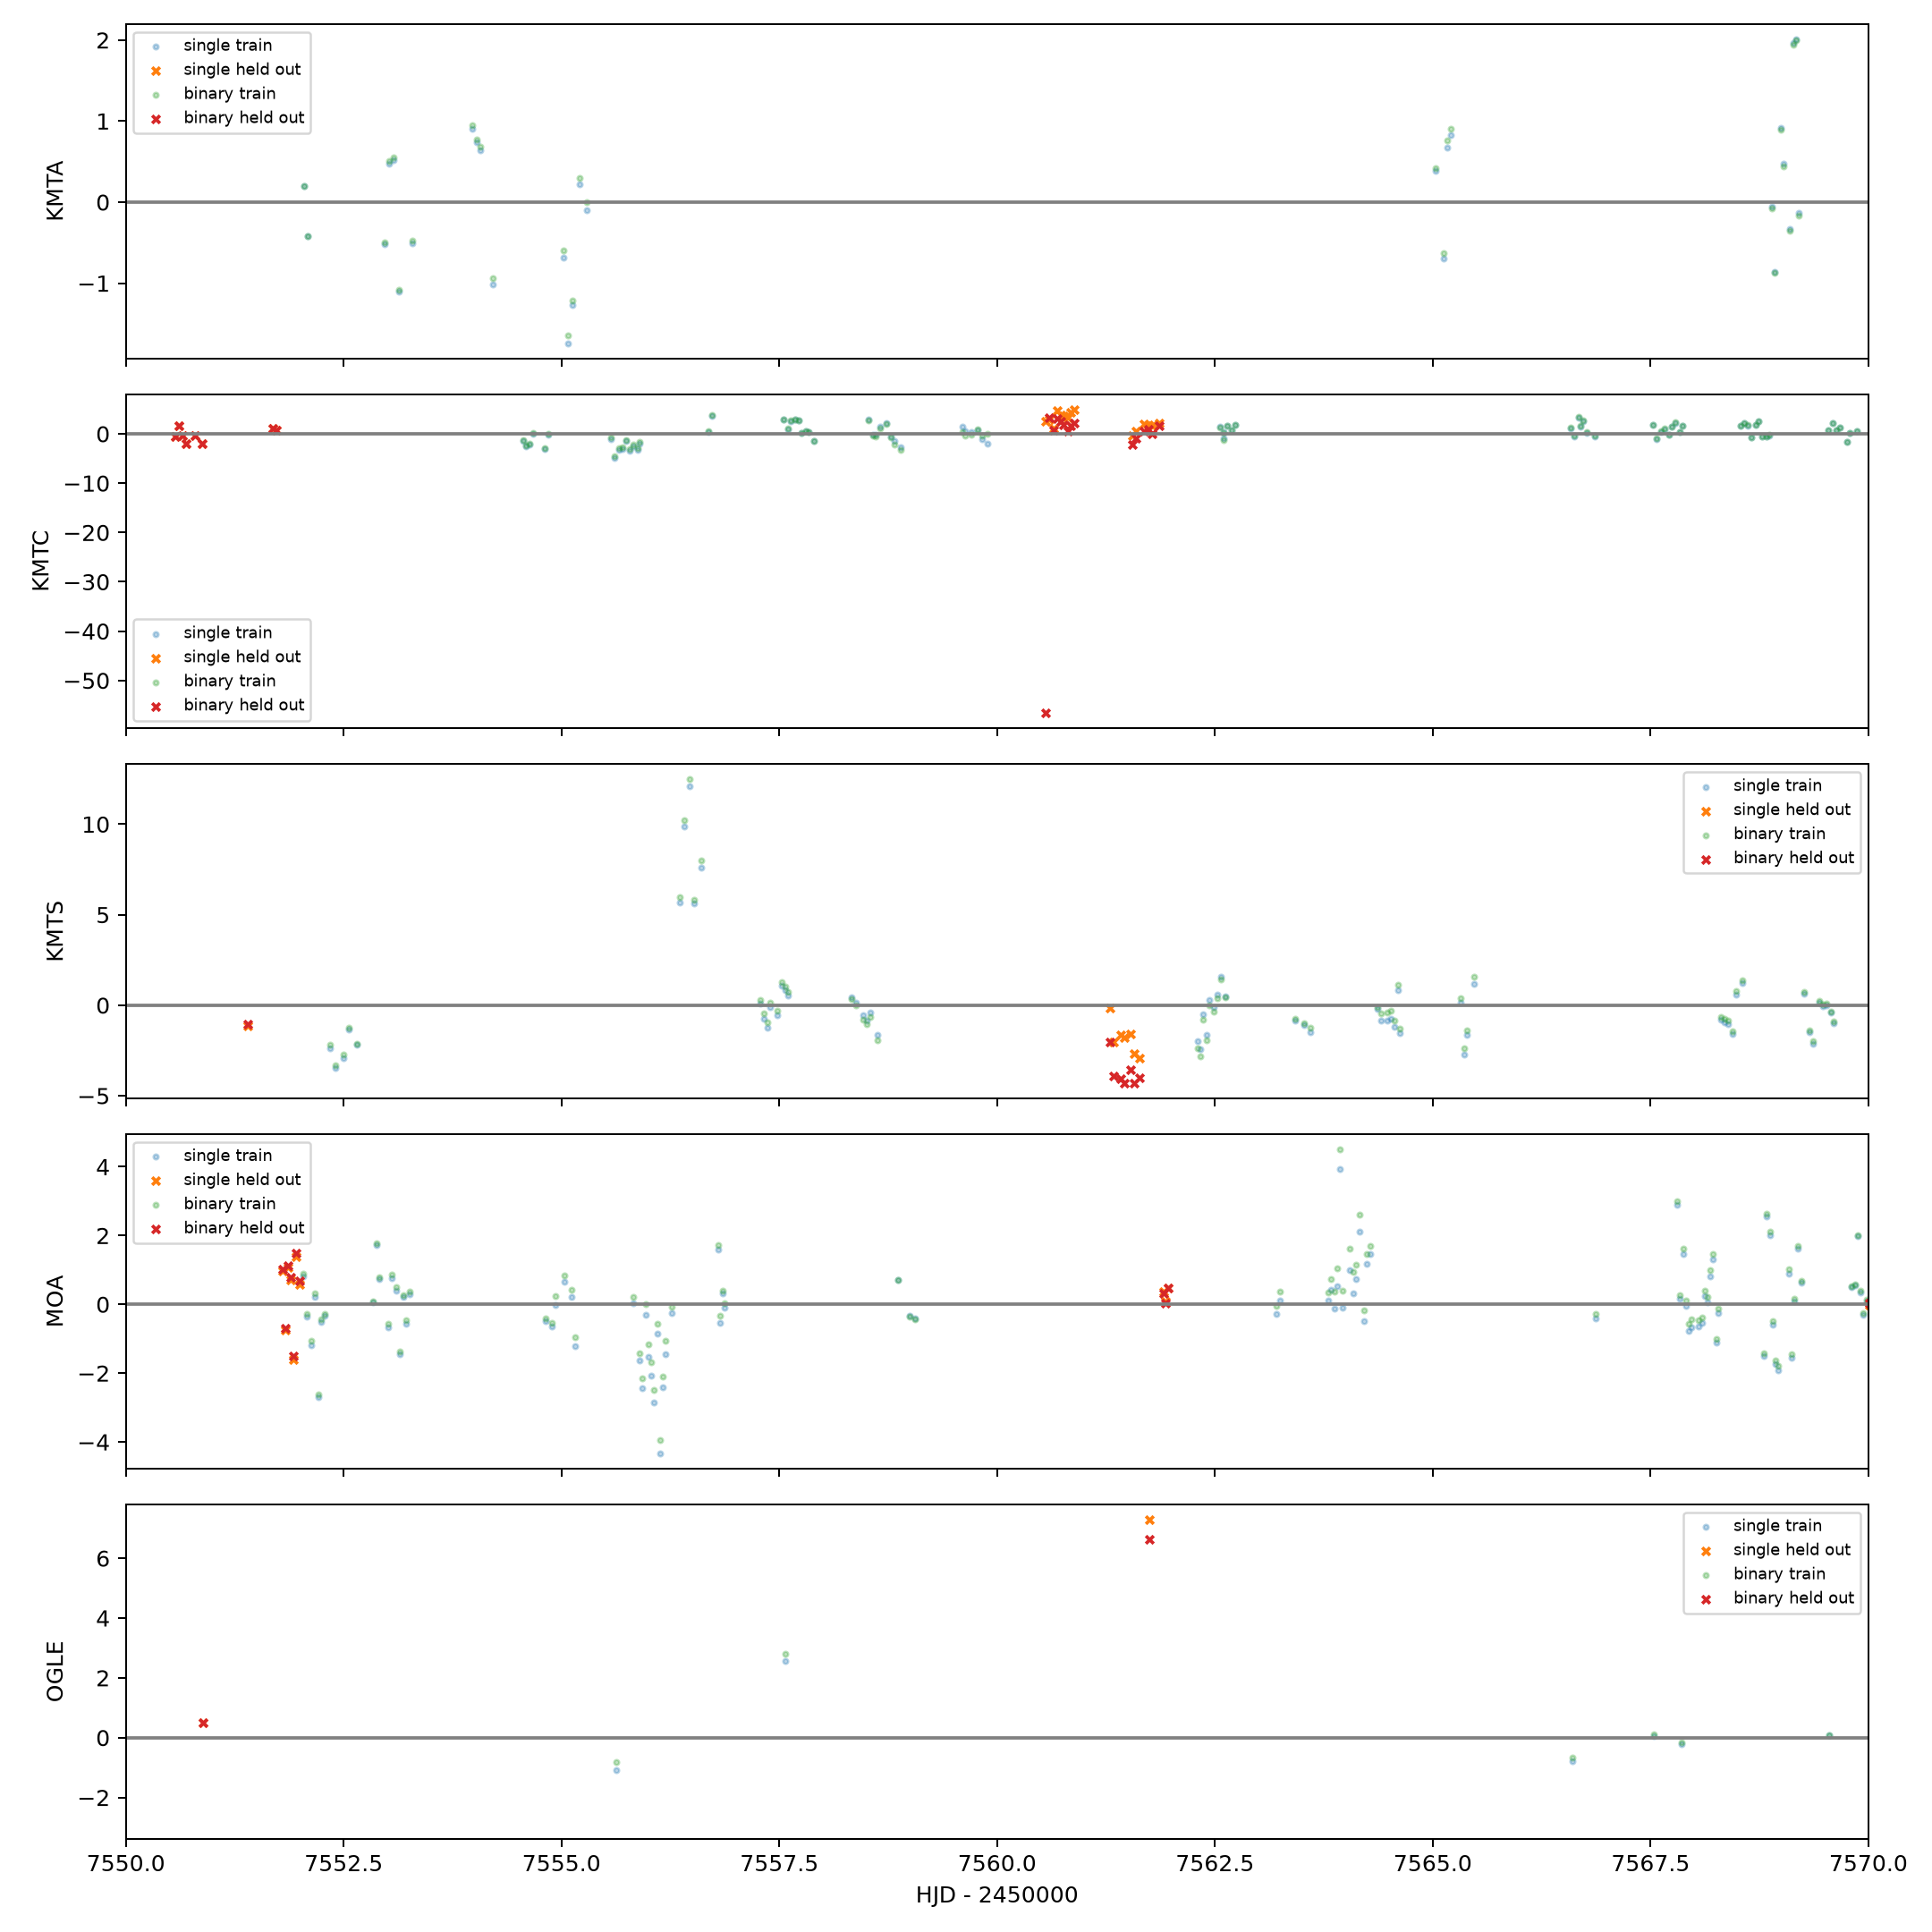 2
1
0
−1
KMTA
single train
single held out
binary train
binary held out
0
−10
−20
−30
−40
−50
KMTC
single train
single held out
binary train
binary held out
10
5
0
−5
KMTS
single train
single held out
binary train
binary held out
4
2
0
−2
−4
MOA
single train
single held out
binary train
binary held out
6
4
2
0
−2
OGLE
single train
single held out
binary train
binary held out
7550.0 7552.5 7555.0 7557.5 7560.0 7562.5 7565.0 7567.5 7570.0
HJD - 2450000